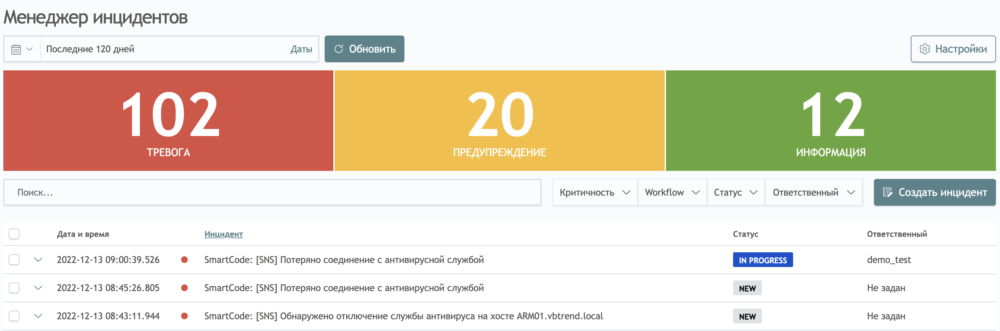 Менеджер инцидентов
Последние 120 дней Даты Обновить Настройки
102 20 12
ТРЕВОГА ПРЕДУПРЕЖДЕНИЕ ИНФОРМАЦИЯ
Поиск... Критичность Workflow Статус Ответственный Создать инцидент
Дата и время Инцидент Статус Ответственный
2022-12-13 09:00:39.526 SmartCode: [SNS] Потеряно соединение с антивирусной службой IN PROGRESS demo_test
2022-12-13 08:45:26.805 SmartCode: [SNS] Потеряно соединение с антивирусной службой NEW Не задан
2022-12-13 08:43:11.944 SmartCode: [SNS] Обнаружено отключение службы антивируса на хосте ARM01.vbtrend.local NEW Не задан